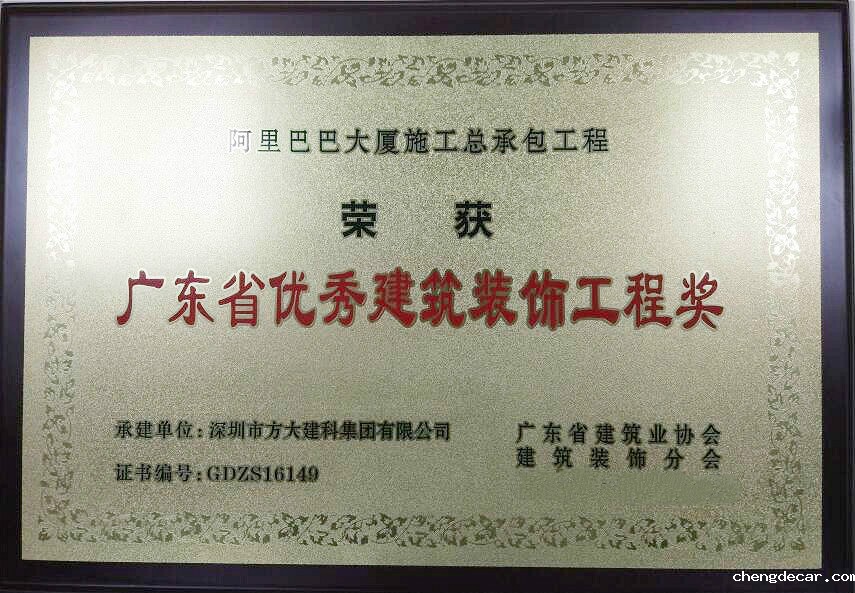 阿里巴巴大厦施工总承包工程
荣 获
广东省优秀建筑装饰工程奖
承建单位:深圳市方大建科集团有限公司
证书编号:GDZS16149
广东省建筑业协会
建筑装饰分会
chengdecar.com